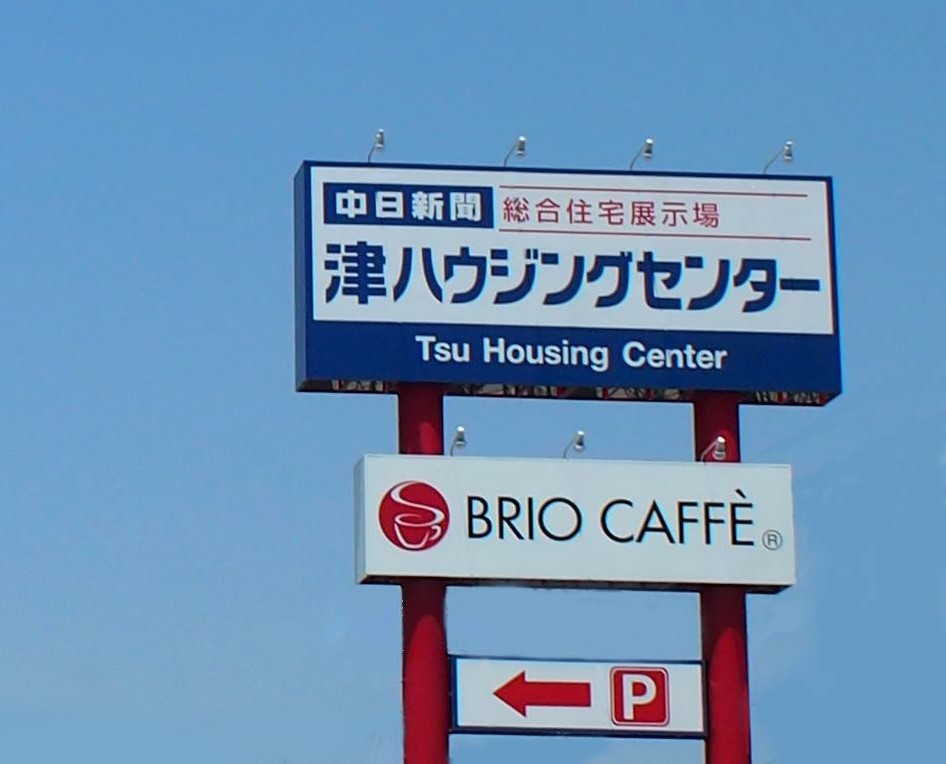 中日新聞 総合住宅展示場
津ハウジングセンター
Tsu Housing Center
BRIO CAFFÈ ®
P